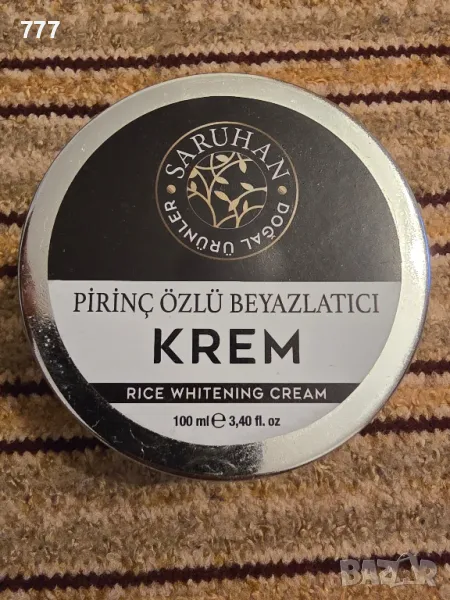 777
SARUHAN
DOĞAL ÜRÜNLER
PİRİNÇ ÖZLÜ BEYAZLATICI
KREM
RICE WHITENING CREAM
100 ml ℮ 3,40 fl. oz
BAZAR